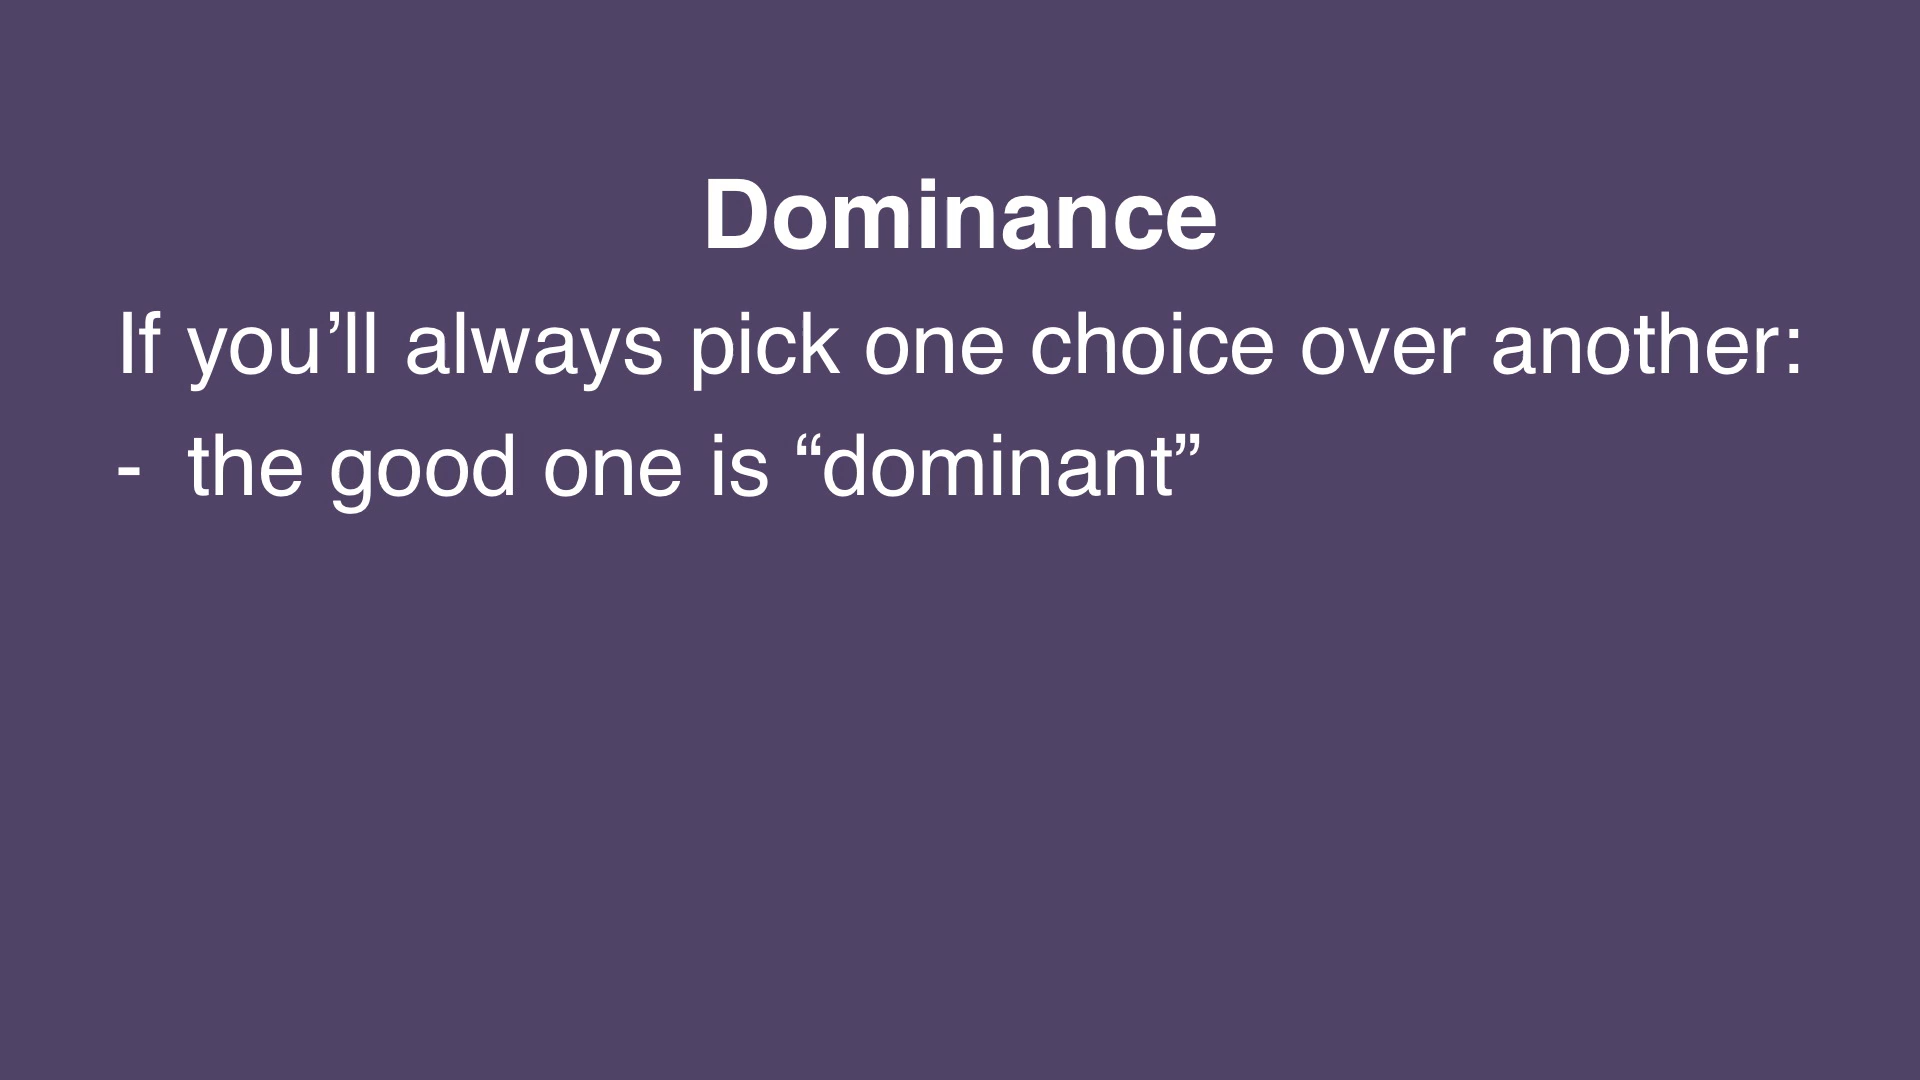 Dominance
If you’ll always pick one choice over another:
- the good one is “dominant”